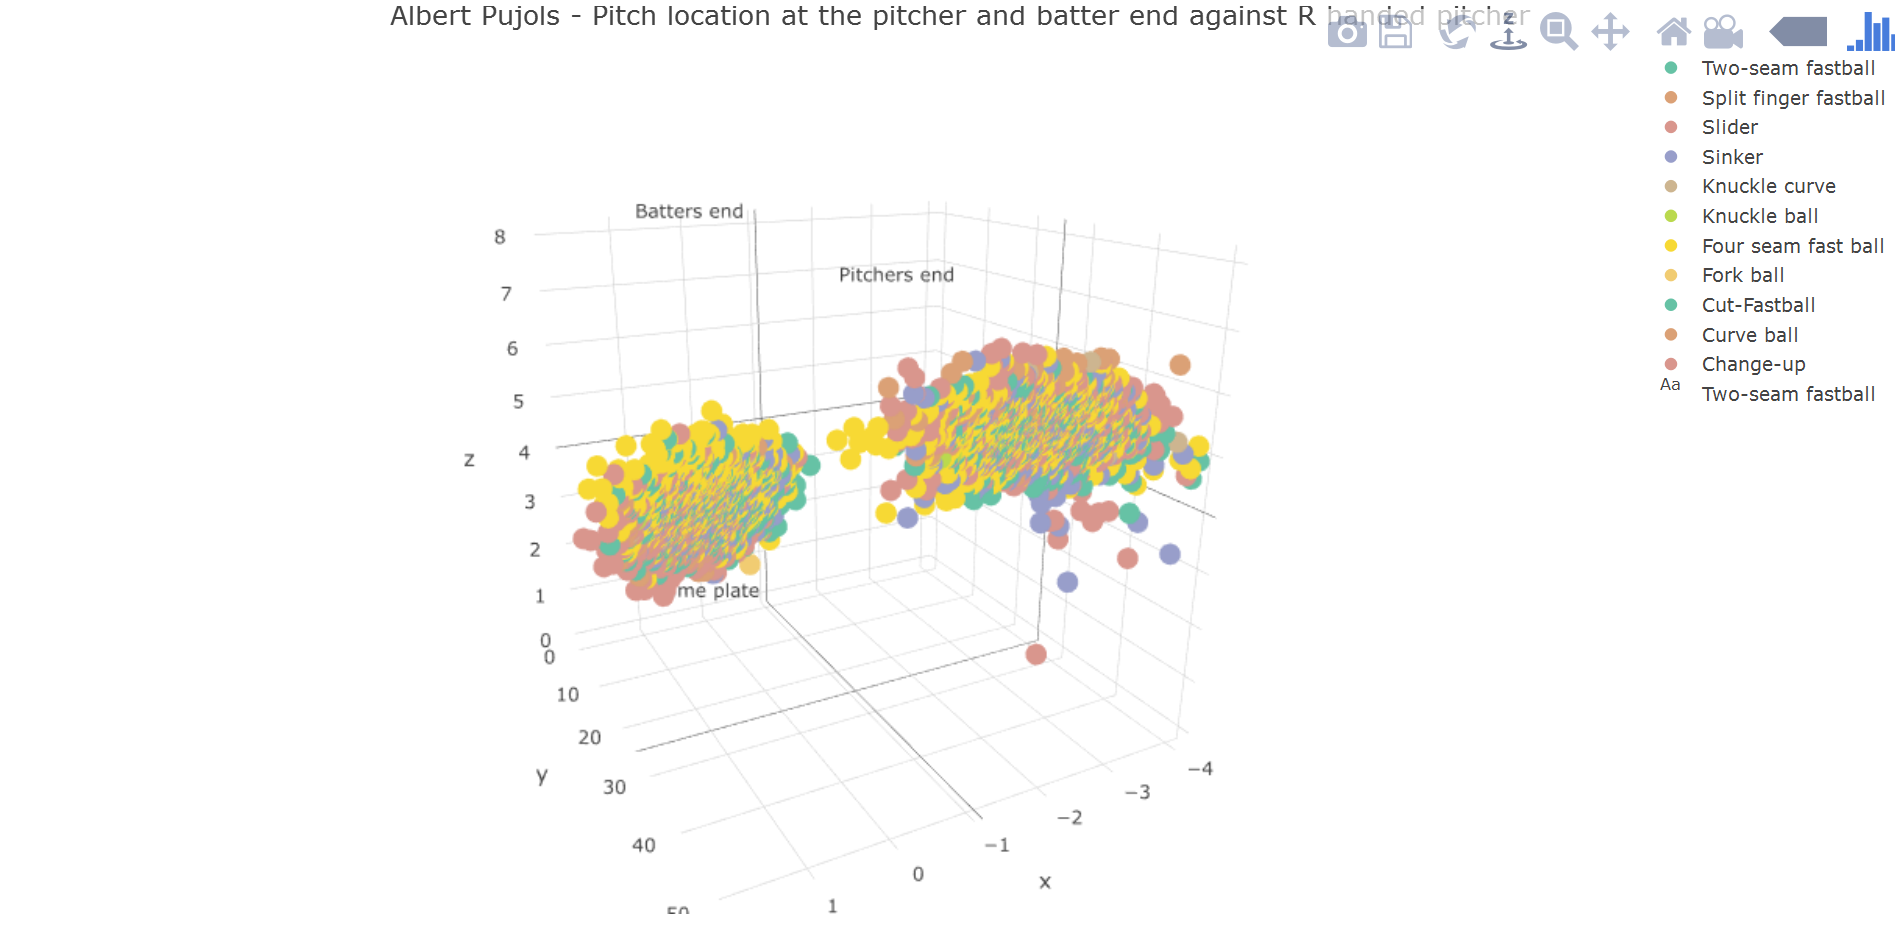 Albert Pujols - Pitch location at the pitcher and batter end against R handed pitcher
z
Two-seam fastball
Split finger fastball
Slider
Sinker
Knuckle curve
Knuckle ball
Four seam fast ball
Fork ball
Cut-Fastball
Curve ball
Change-up
Aa Two-seam fastball
Batters end
Pitchers end
me plate
8
7
6
5
4
3
2
1
0
z
0
10
20
30
40
50
y
1
0
−1
−2
−3
−4
x